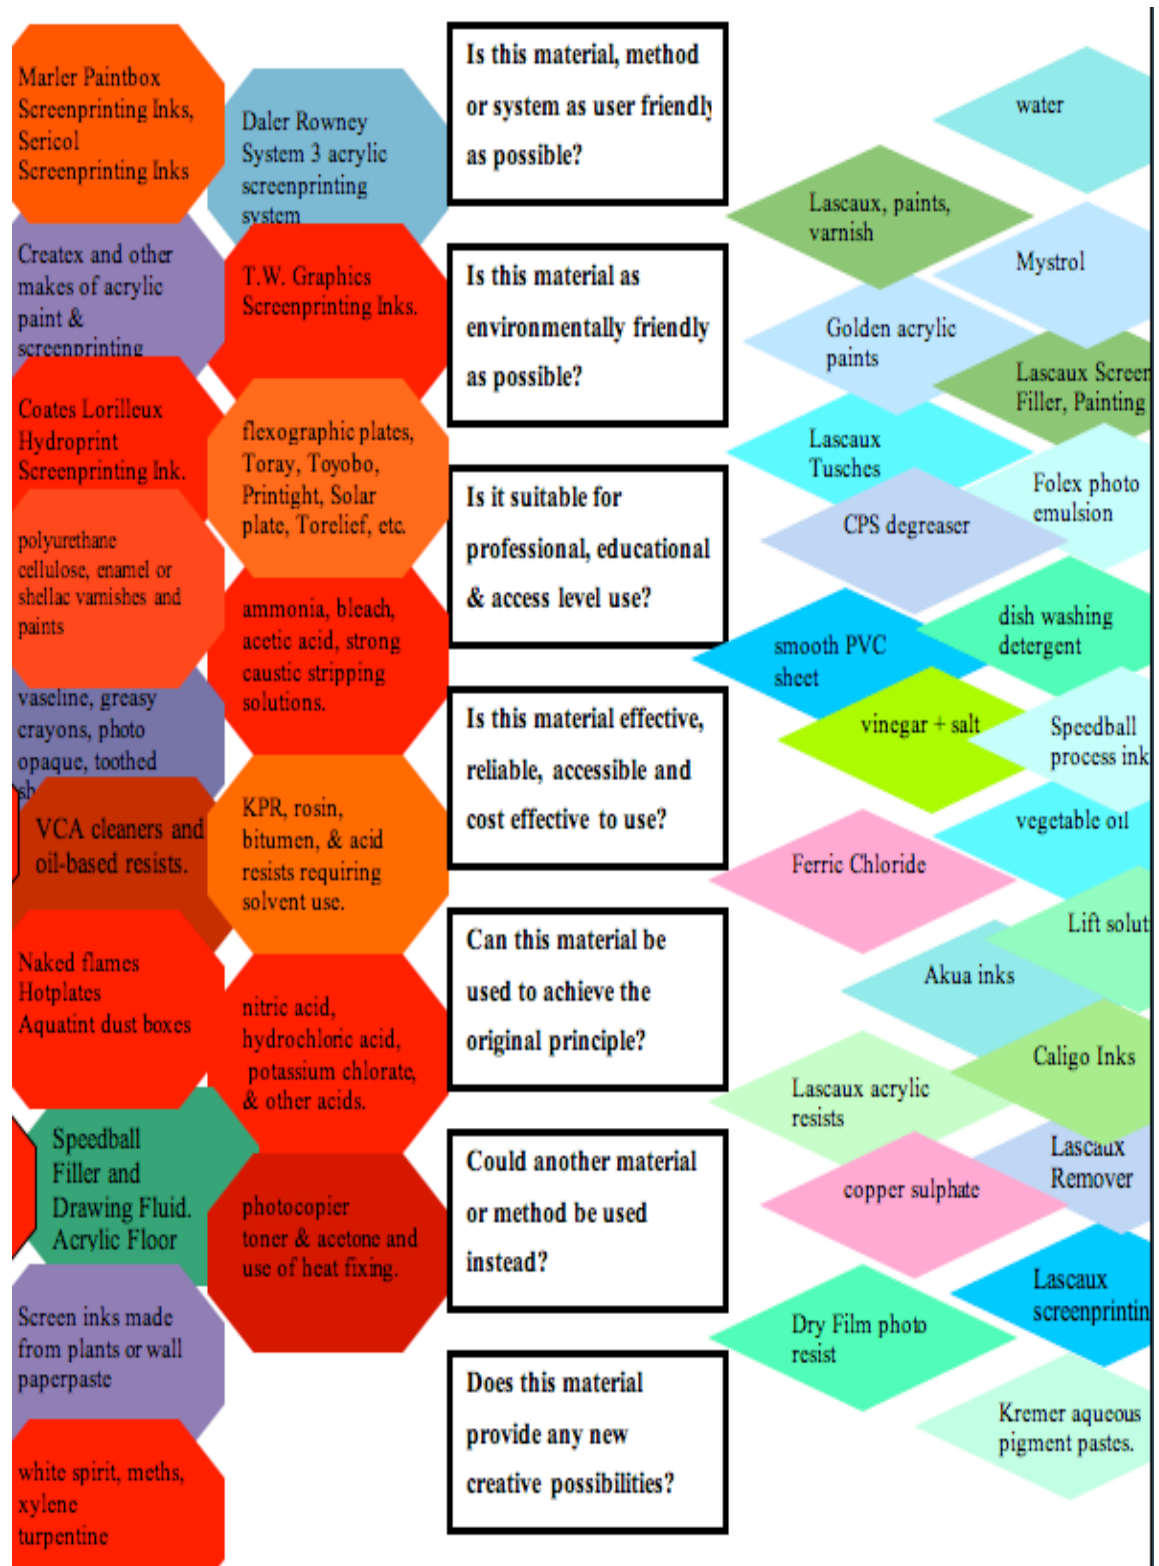 Marler Paintbox
Screenprinting Inks,
Sericol
Screenprinting Inks
Createx and other
makes of acrylic
paint &
screenprinting
Coates Lorilleux
Hydroprint
Screenprinting Ink.
polyurethane
cellulose, enamel or
shellac varnishes and
paints
vaseline, greasy
crayons, photo
opaque, toothed
VCA cleaners and
oil-based resists.
Naked flames
Hotplates
Aquatint dust boxes
Speedball
Filler and
Drawing Fluid.
Acrylic Floor
Screen inks made
from plants or wall
paperpaste
white spirit, meths,
xylene
turpentine
Daler Rowney
System 3 acrylic
screenprinting
system
T.W. Graphics
Screenprinting Inks.
flexographic plates,
Toray, Toyobo,
Printight, Solar
plate, Torelief, etc.
ammonia, bleach,
acetic acid, strong
caustic stripping
solutions.
KPR, rosin,
bitumen, & acid
resists requiring
solvent use.
nitric acid,
hydrochloric acid,
potassium chlorate,
& other acids.
photocopier
toner & acetone and
use of heat fixing.
Is this material, method
or system as user friendly
as possible?
Is this material as
environmentally friendly
as possible?
Is it suitable for
professional, educational
& access level use?
Is this material effective,
reliable, accessible and
cost effective to use?
Can this material be
used to achieve the
original principle?
Could another material
or method be used
instead?
Does this material
provide any new
creative possibilities?
water
Lascaux, paints,
varnish
Mystrol
Golden acrylic
paints
Lascaux Screen
Filler, Painting
Lascaux
Tusches
Folex photo
emulsion
CPS degreaser
dish washing
detergent
smooth PVC
sheet
vinegar + salt
Speedball
process ink
vegetable oil
Ferric Chloride
Lift solut
Akua inks
Caligo Inks
Lascaux acrylic
resists
Lascaux
Remover
copper sulphate
Lascaux
screenprintin
Dry Film photo
resist
Kremer aqueous
pigment pastes.